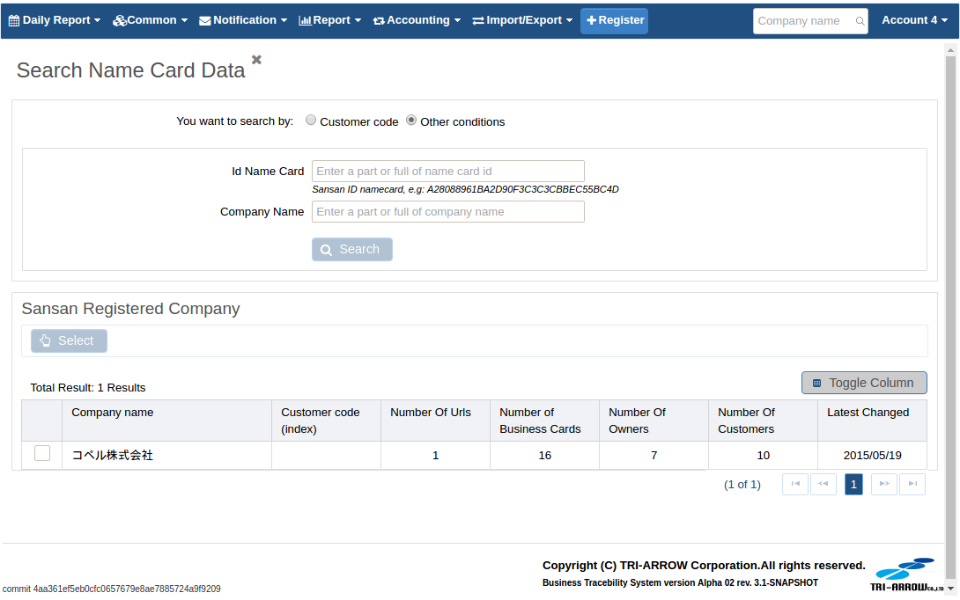 Daily Report Common Notification Report Accounting Import/Export Register Company name Account 4
Search Name Card Data
You want to search by: Customer code Other conditions
Id Name Card Enter a part or full of name card id
Sansan ID namecard, e.g: A28088961BA2D90F3C3C3CBBEC55BC4D
Company Name Enter a part or full of company name
Search
Sansan Registered Company
Select
Total Result: 1 Results Toggle Column
Company name Customer code (index) Number Of Urls Number of Business Cards Number Of Owners Number Of Customers Latest Changed
コベル株式会社 1 16 7 10 2015/05/19
(1 of 1) 1
Copyright (C) TRI-ARROW Corporation.All rights reserved.
Business Tracebility System version Alpha 02 rev. 3.1-SNAPSHOT
TRI-ARROW CO.,LTD
commit 4aa361ef5eb0cfc0657679e8ae7885724a9f9209